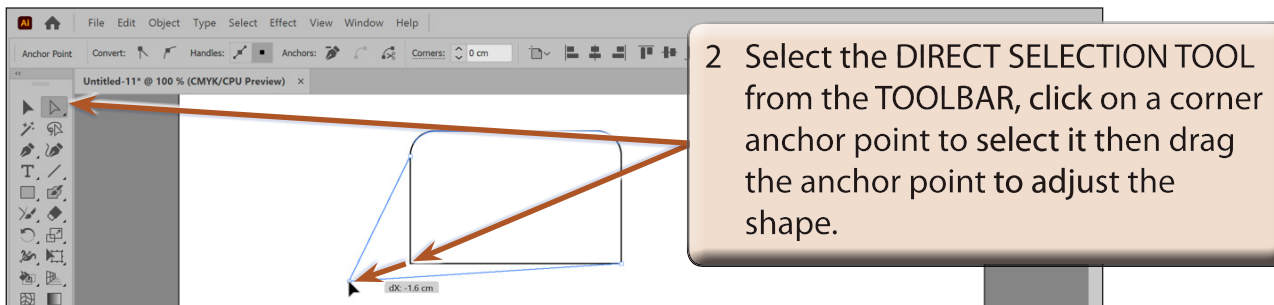 Ai File Edit Object Type Select Effect View Window Help
Anchor Point Convert: Handles: Anchors: Corners: 0 cm
Untitled-11* @ 100 % (CMYK/CPU Preview) ×
dX: -1.6 cm
2 Select the DIRECT SELECTION TOOL
from the TOOLBAR, click on a corner
anchor point to select it then drag
the anchor point to adjust the
shape.